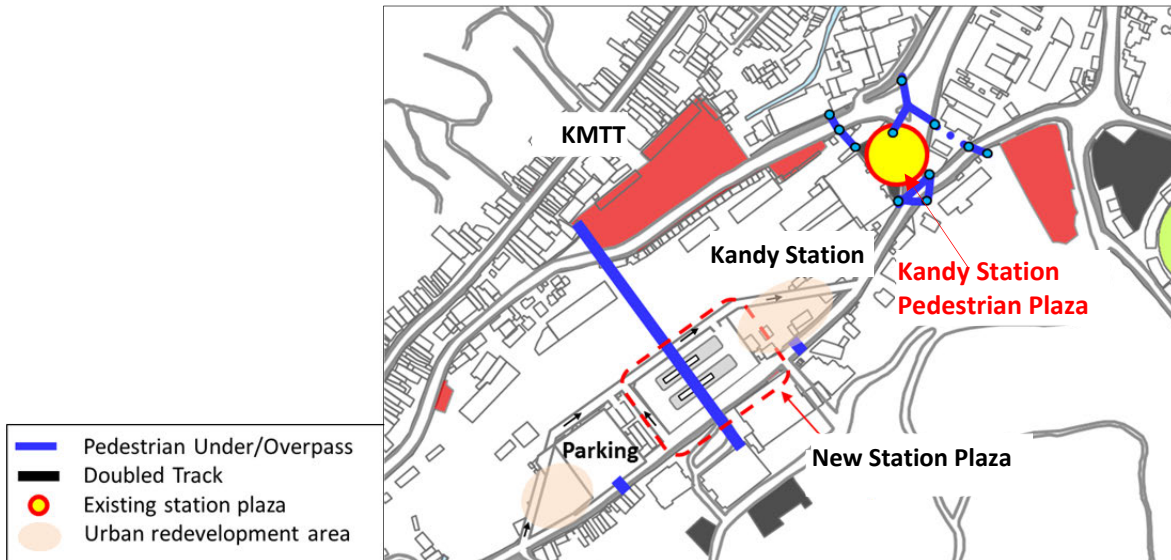 KMTT
Kandy Station
Kandy Station
Pedestrian Plaza
Parking
New Station Plaza
Pedestrian Under/Overpass
Doubled Track
Existing station plaza
Urban redevelopment area